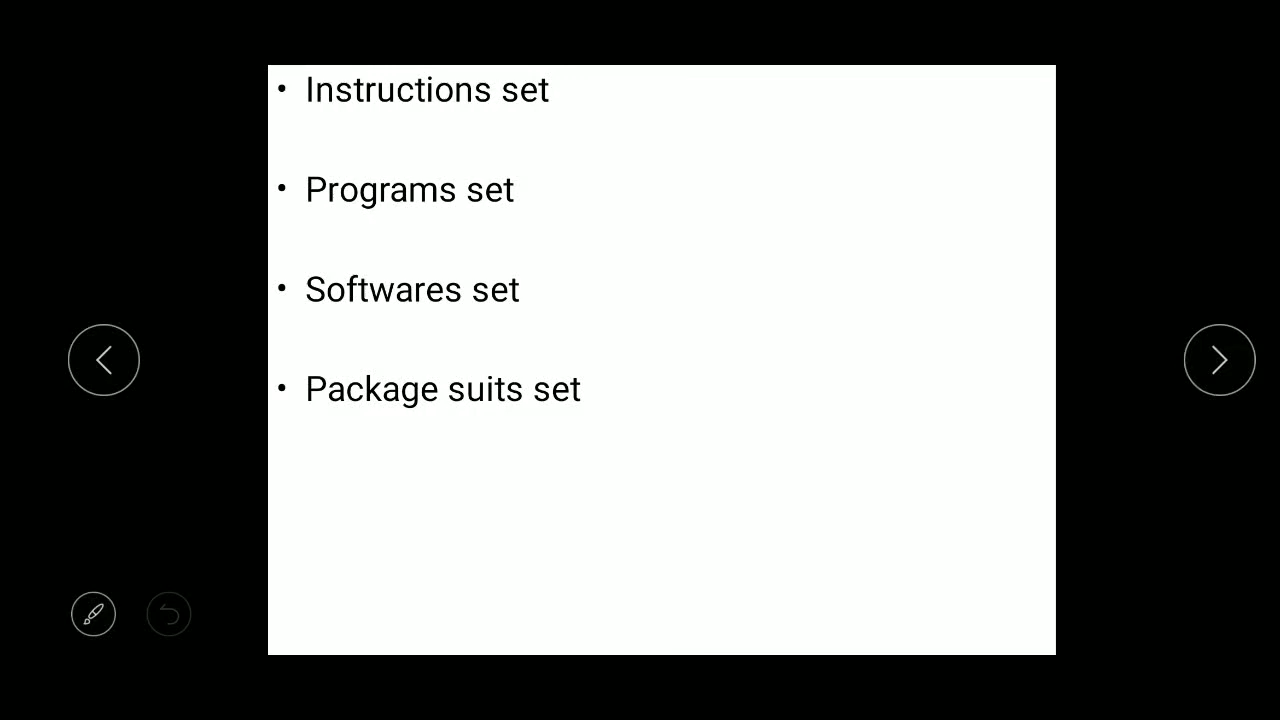 • Instructions set
• Programs set
• Softwares set
• Package suits set